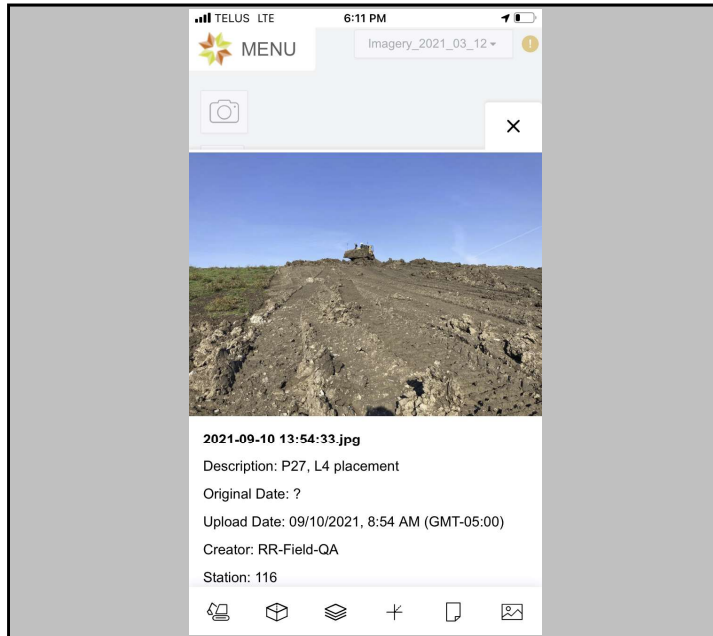 TELUS LTE 6:11 PM
MENU Imagery_2021_03_12
2021-09-10 13:54:33.jpg
Description: P27, L4 placement
Original Date: ?
Upload Date: 09/10/2021, 8:54 AM (GMT-05:00)
Creator: RR-Field-QA
Station: 116